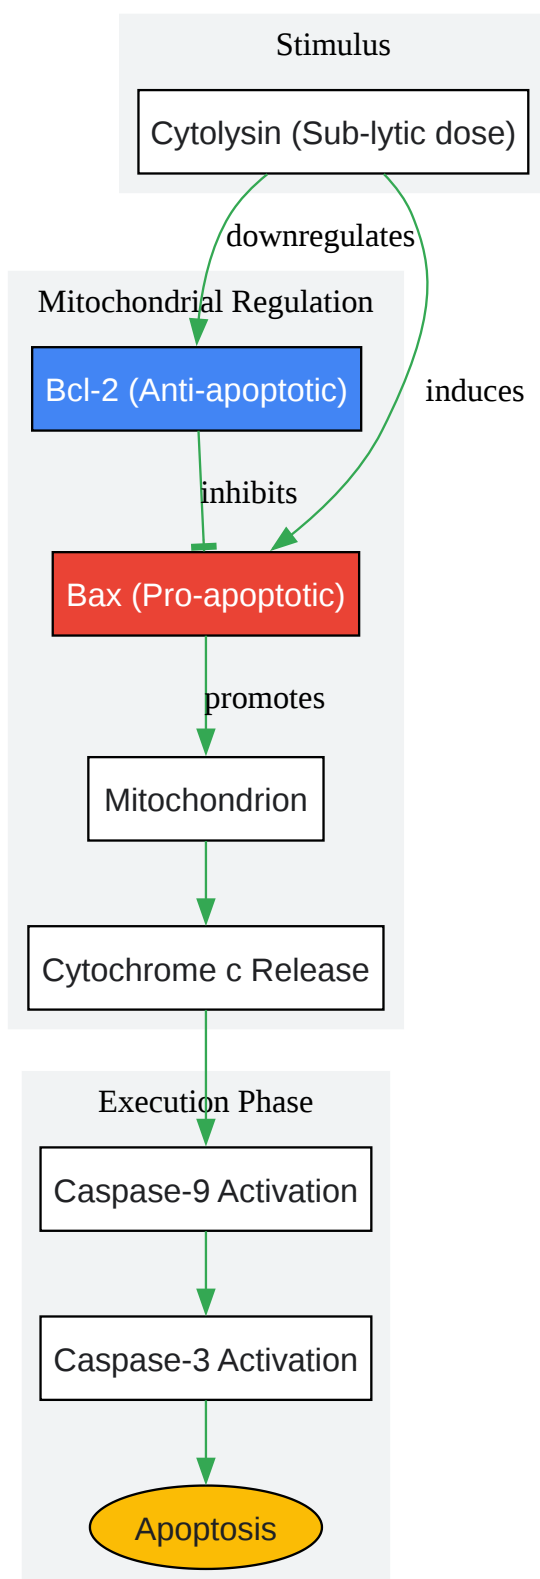 Stimulus
Cytolysin (Sub-lytic dose)
downregulates
Mitochondrial Regulation
Bcl-2 (Anti-apoptotic)
induces
inhibits
Bax (Pro-apoptotic)
promotes
Mitochondrion
Cytochrome c Release
Execution Phase
Caspase-9 Activation
Caspase-3 Activation
Apoptosis